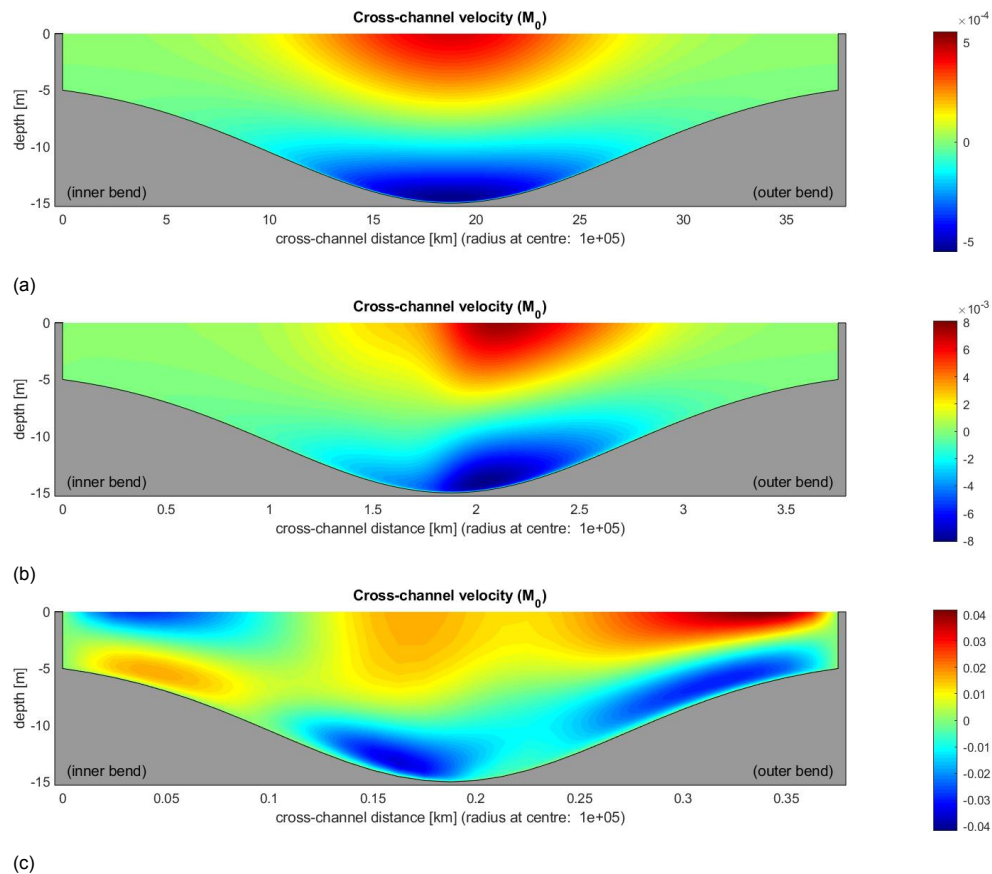 Cross-channel velocity (M0)
×10-4
0
-5
-10
-15
depth [m]
(inner bend)
(outer bend)
0 5 10 15 20 25 30 35
cross-channel distance [km] (radius at centre: 1e+05)
5
0
-5
(a)
Cross-channel velocity (M0)
×10-3
0
-5
-10
-15
depth [m]
(inner bend)
(outer bend)
0 0.5 1 1.5 2 2.5 3 3.5
cross-channel distance [km] (radius at centre: 1e+05)
8
6
4
2
0
-2
-4
-6
-8
(b)
Cross-channel velocity (M0)
0
-5
-10
-15
depth [m]
(inner bend)
(outer bend)
0 0.05 0.1 0.15 0.2 0.25 0.3 0.35
cross-channel distance [km] (radius at centre: 1e+05)
0.04
0.03
0.02
0.01
0
-0.01
-0.02
-0.03
-0.04
(c)